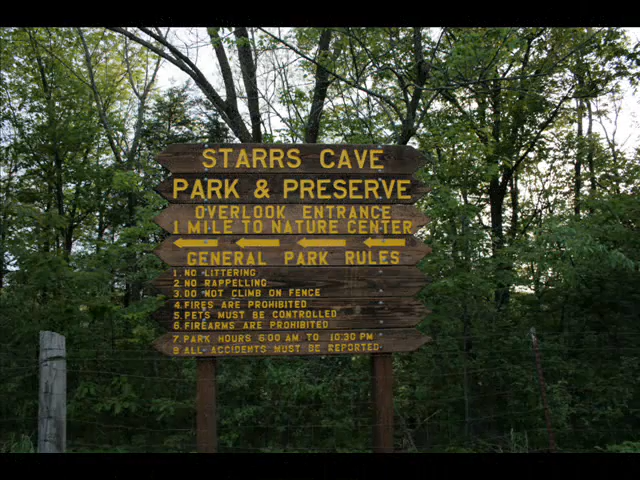 STARRS CAVE
PARK & PRESERVE
OVERLOOK ENTRANCE
1 MILE TO NATURE CENTER
GENERAL PARK RULES
1. NO LITTERING
2. NO RAPPELLING
3. DO NOT CLIMB ON FENCE
4. FIRES ARE PROHIBITED
5. PETS MUST BE CONTROLLED
6. FIREARMS ARE PROHIBITED
7. PARK HOURS 6:00 AM TO 10:30 PM
8. ALL ACCIDENTS MUST BE REPORTED